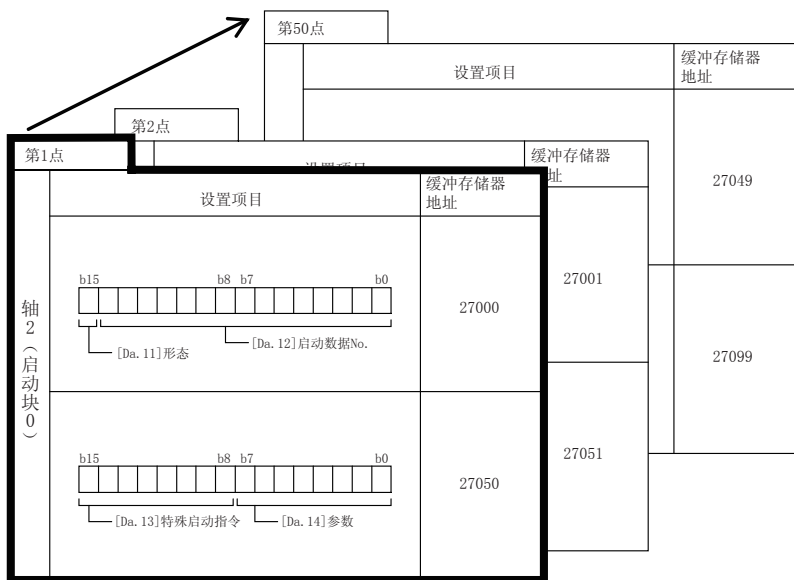 第50点
设置项目
缓冲存储器
地址
27049
27099
第2点
缓冲存储器
27001
27051
第1点
设置项目
缓冲存储器
地址
轴2（启动块0）
b15 b8 b7 b0
[Da.11]形态
[Da.12]启动数据No.
27000
b15 b8 b7 b0
[Da.13]特殊启动指令
[Da.14]参数
27050